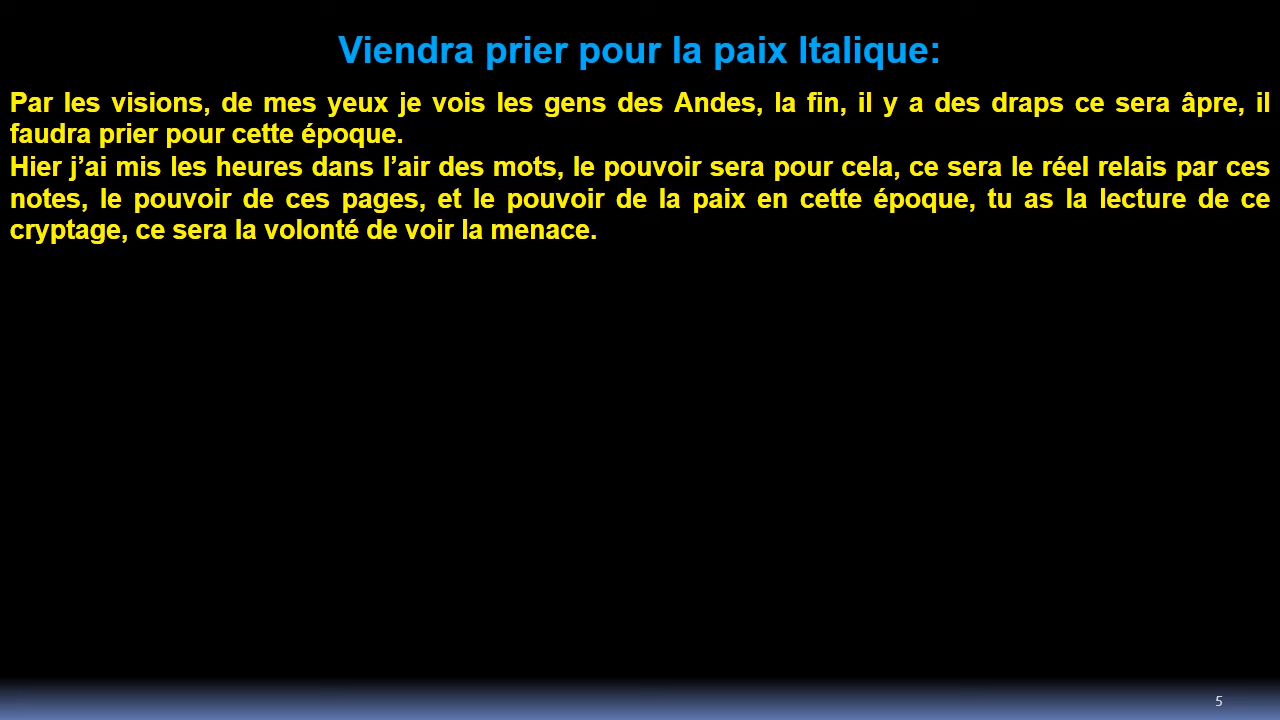 Viendra prier pour la paix Italique:
Par les visions, de mes yeux je vois les gens des Andes, la fin, il y a des draps ce sera âpre, il
faudra prier pour cette époque.
Hier j’ai mis les heures dans l’air des mots, le pouvoir sera pour cela, ce sera le réel relais par ces
notes, le pouvoir de ces pages, et le pouvoir de la paix en cette époque, tu as la lecture de ce
cryptage, ce sera la volonté de voir la menace.
5